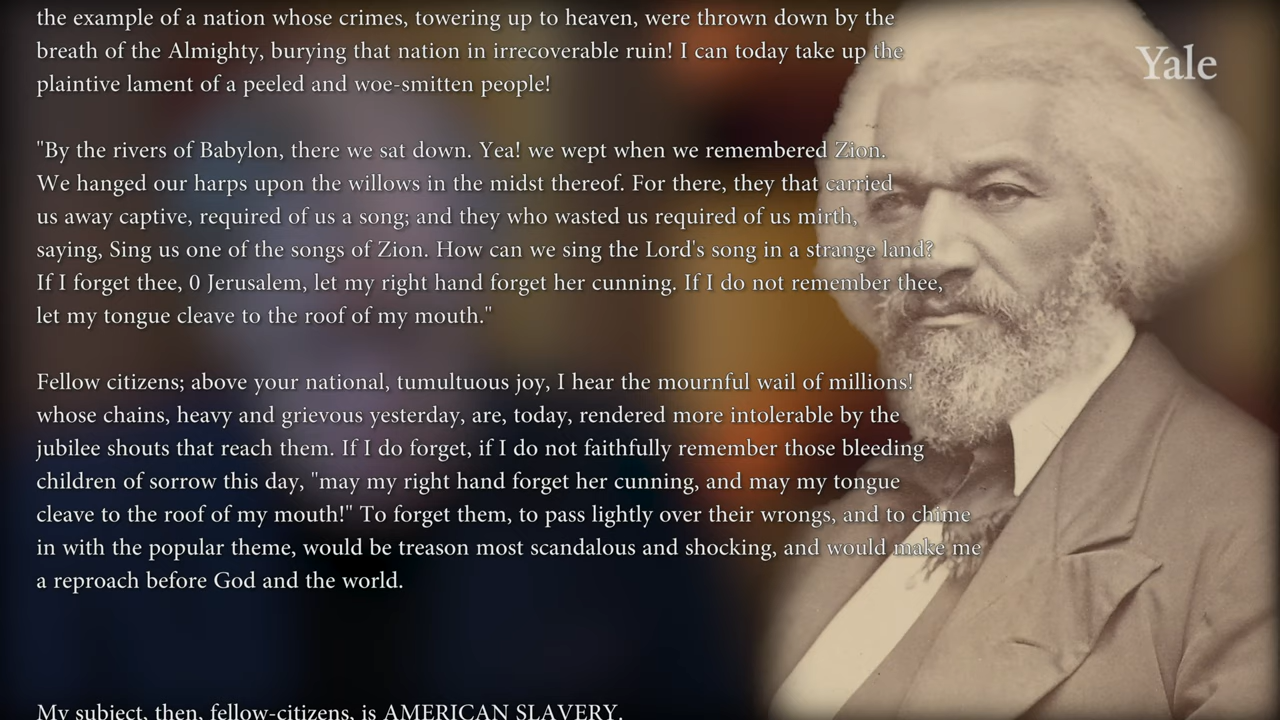 the example of a nation whose crimes, towering up to heaven, were thrown down by the
breath of the Almighty, burying that nation in irrecoverable ruin! I can today take up the
plaintive lament of a peeled and woe-smitten people!
"By the rivers of Babylon, there we sat down. Yea! we wept when we remembered Zion.
We hanged our harps upon the willows in the midst thereof. For there, they that carried
us away captive, required of us a song; and they who wasted us required of us mirth,
saying, Sing us one of the songs of Zion. How can we sing the Lord's song in a strange land?
If I forget thee, 0 Jerusalem, let my right hand forget her cunning. If I do not remember thee,
let my tongue cleave to the roof of my mouth."
Fellow citizens; above your national, tumultuous joy, I hear the mournful wail of millions!
whose chains, heavy and grievous yesterday, are, today, rendered more intolerable by the
jubilee shouts that reach them. If I do forget, if I do not faithfully remember those bleeding
children of sorrow this day, "may my right hand forget her cunning, and may my tongue
cleave to the roof of my mouth!" To forget them, to pass lightly over their wrongs, and to chime
in with the popular theme, would be treason most scandalous and shocking, and would make me
a reproach before God and the world.
My subject, then, fellow-citizens, is AMERICAN SLAVERY.
Yale